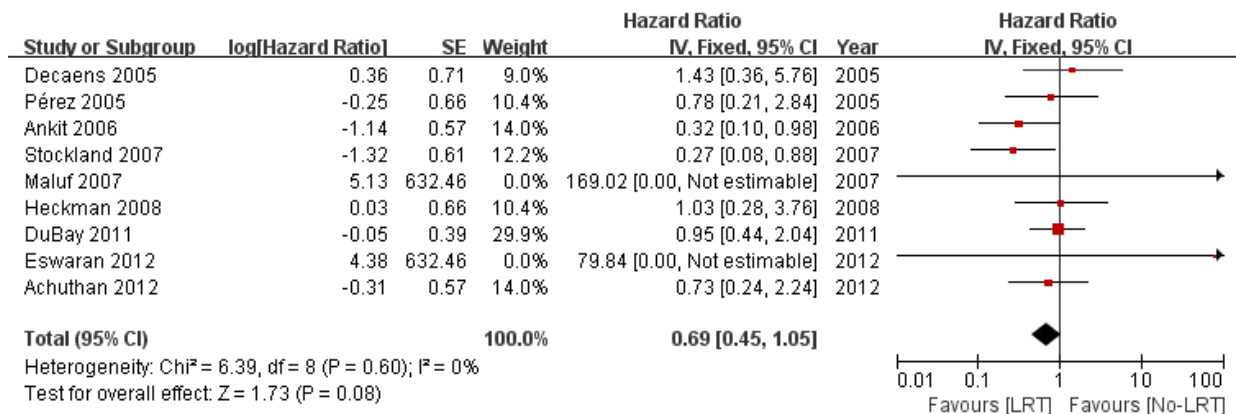 Hazard Ratio Hazard Ratio
Study or Subgroup log[Hazard Ratio] SE Weight IV, Fixed, 95% CI Year IV, Fixed, 95% CI
Decaens 2005 0.36 0.71 9.0% 1.43 [0.36, 5.76] 2005
Pérez 2005 -0.25 0.66 10.4% 0.78 [0.21, 2.84] 2005
Ankit 2006 -1.14 0.57 14.0% 0.32 [0.10, 0.98] 2006
Stockland 2007 -1.32 0.61 12.2% 0.27 [0.08, 0.88] 2007
Maluf 2007 5.13 632.46 0.0% 169.02 [0.00, Not estimable] 2007
Heckman 2008 0.03 0.66 10.4% 1.03 [0.28, 3.76] 2008
DuBay 2011 -0.05 0.39 29.9% 0.95 [0.44, 2.04] 2011
Eswaran 2012 4.38 632.46 0.0% 79.84 [0.00, Not estimable] 2012
Achuthan 2012 -0.31 0.57 14.0% 0.73 [0.24, 2.24] 2012
Total (95% CI) 100.0% 0.69 [0.45, 1.05]
Heterogeneity: Chi² = 6.39, df = 8 (P = 0.60); I² = 0%
Test for overall effect: Z = 1.73 (P = 0.08)
0.01 0.1 1 10 100
Favours [LRT] Favours [No-LRT]